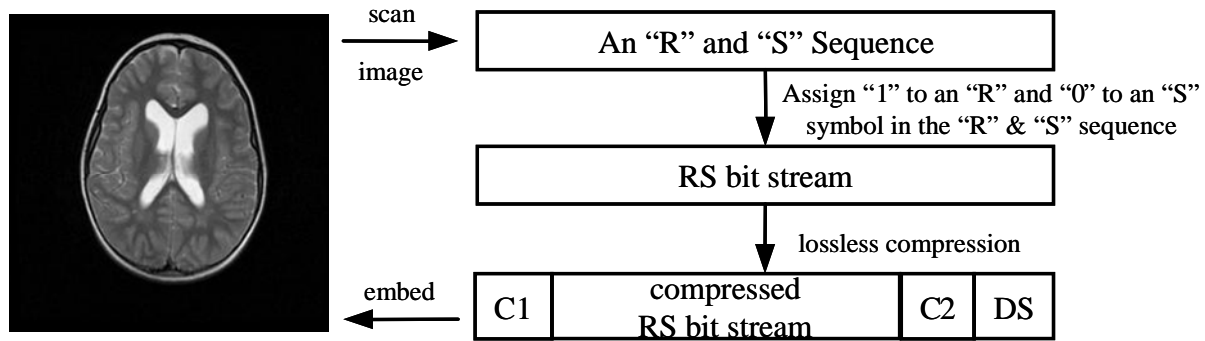 scan
image
An “R” and “S” Sequence
Assign “1” to an “R” and “0” to an “S”
symbol in the “R” & “S” sequence
RS bit stream
lossless compression
embed
C1
compressed
RS bit stream
C2
DS